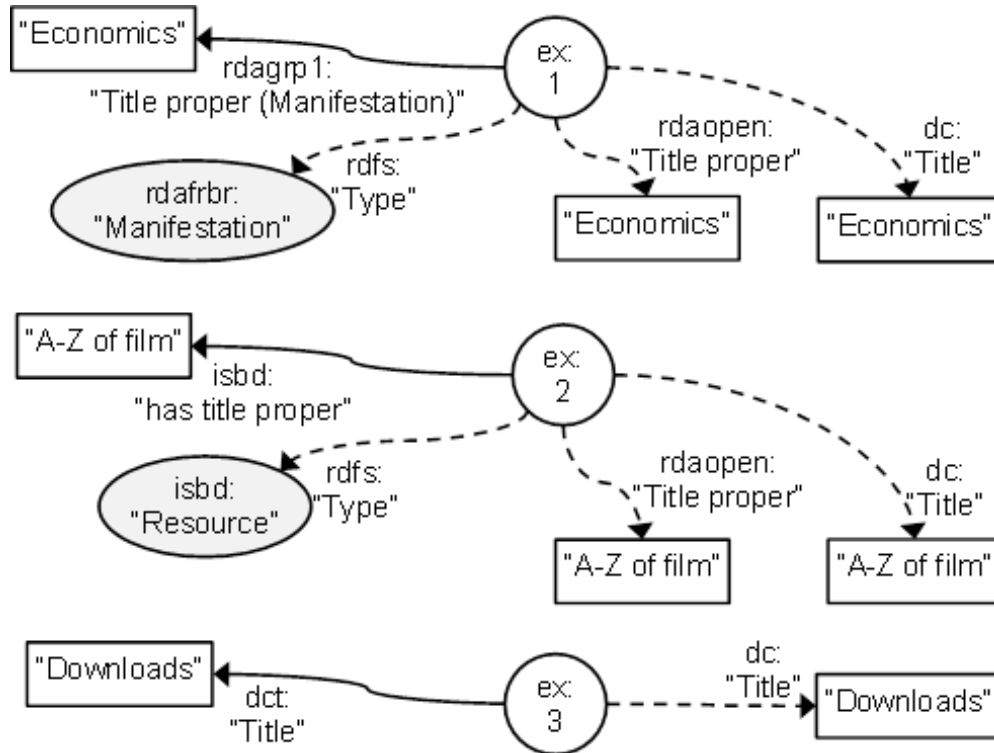 "Economics"
ex:
1
rdagrp1:
"Title proper (Manifestation)"
rdfs:
"Type"
rdaopen:
"Title proper"
dc:
"Title"
rdafrbr:
"Manifestation"
"Economics"
"Economics"
"A-Z of film"
ex:
2
isbd:
"has title proper"
rdfs:
"Type"
rdaopen:
"Title proper"
dc:
"Title"
isbd:
"Resource"
"A-Z of film"
"A-Z of film"
"Downloads"
ex:
3
dct:
"Title"
dc:
"Title"
"Downloads"